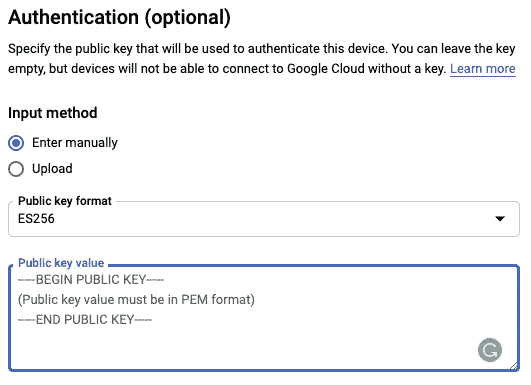 Authentication (optional)
Specify the public key that will be used to authenticate this device. You can leave the key
empty, but devices will not be able to connect to Google Cloud without a key. Learn more
Input method
Enter manually
Upload
Public key format
ES256
Public key value
-----BEGIN PUBLIC KEY-----
(Public key value must be in PEM format)
-----END PUBLIC KEY-----